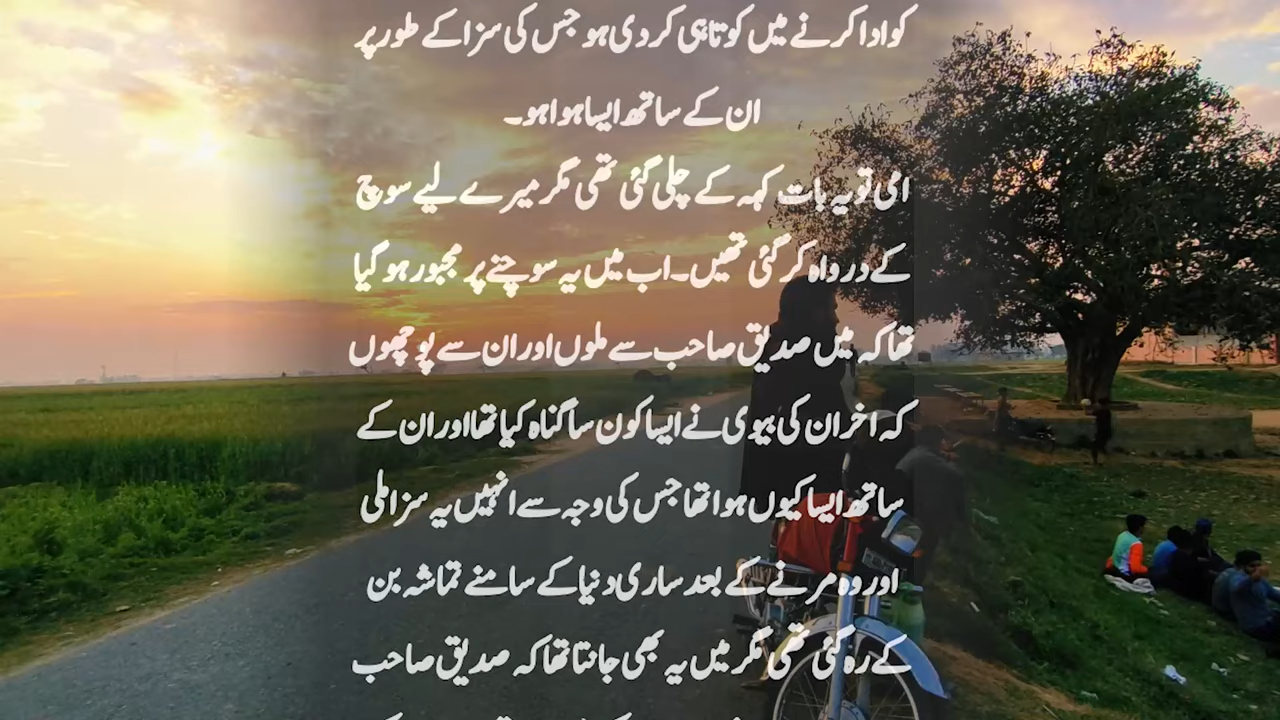 کو ادا کرنے میں کوتاہی کر دی ہو جس کی سزا کے طور پر
ان کے ساتھ ایسا ہوا ہو۔
امی تو یہ بات کہہ کے چلی گئی تھی مگر میرے لیے سوچ
کے در واہ کر گئی تھیں۔ اب میں یہ سوچتے پر مجبور ہو گیا
تھا کہ میں صدیق صاحب سے ملوں اور ان سے پوچھوں
کہ اخر ان کی بیوی نے ایسا کون سا گناہ کیا تھا اور ان کے
ساتھ ایسا کیوں ہوا تھا جس کی وجہ سے انہیں یہ سزا ملی
اور وہ مرنے کے بعد ساری دنیا کے سامنے تماشہ بن
کے رہ گئی تھی مگر میں یہ بھی جانتا تھا کہ صدیق صاحب